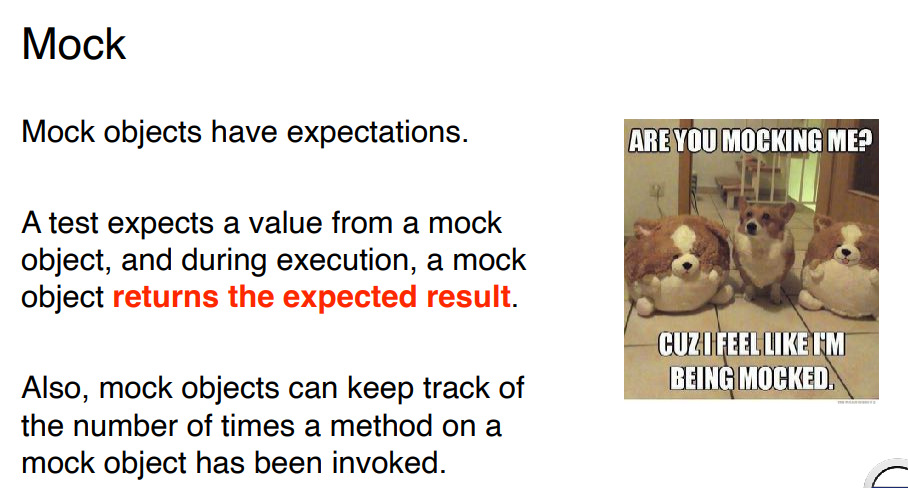 Mock
Mock objects have expectations.
A test expects a value from a mock
object, and during execution, a mock
object returns the expected result.
Also, mock objects can keep track of
the number of times a method on a
mock object has been invoked.
ARE YOU MOCKING ME?
CUZ I FEEL LIKE I'M
BEING MOCKED.